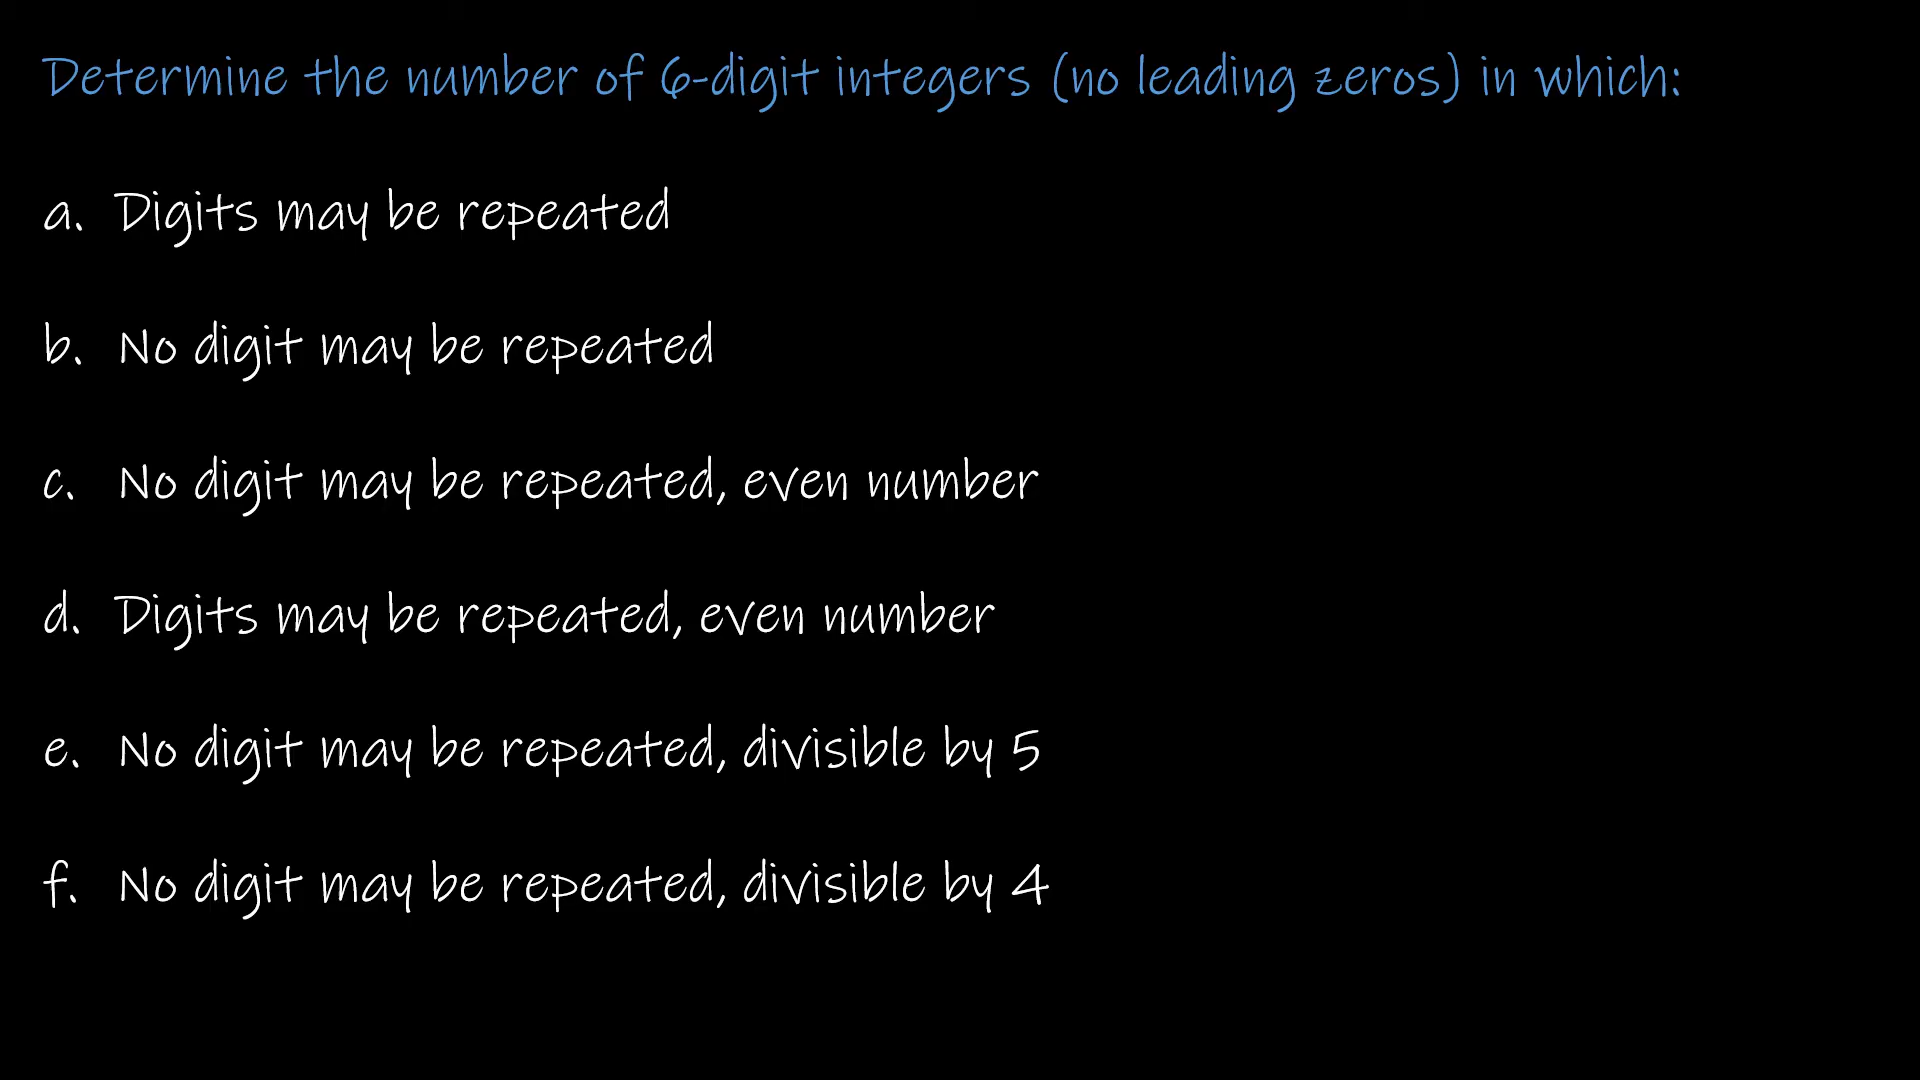 Determine the number of 6-digit integers (no leading zeros) in which:
a. Digits may be repeated
b. No digit may be repeated
c. No digit may be repeated, even number
d. Digits may be repeated, even number
e. No digit may be repeated, divisible by 5
f. No digit may be repeated, divisible by 4